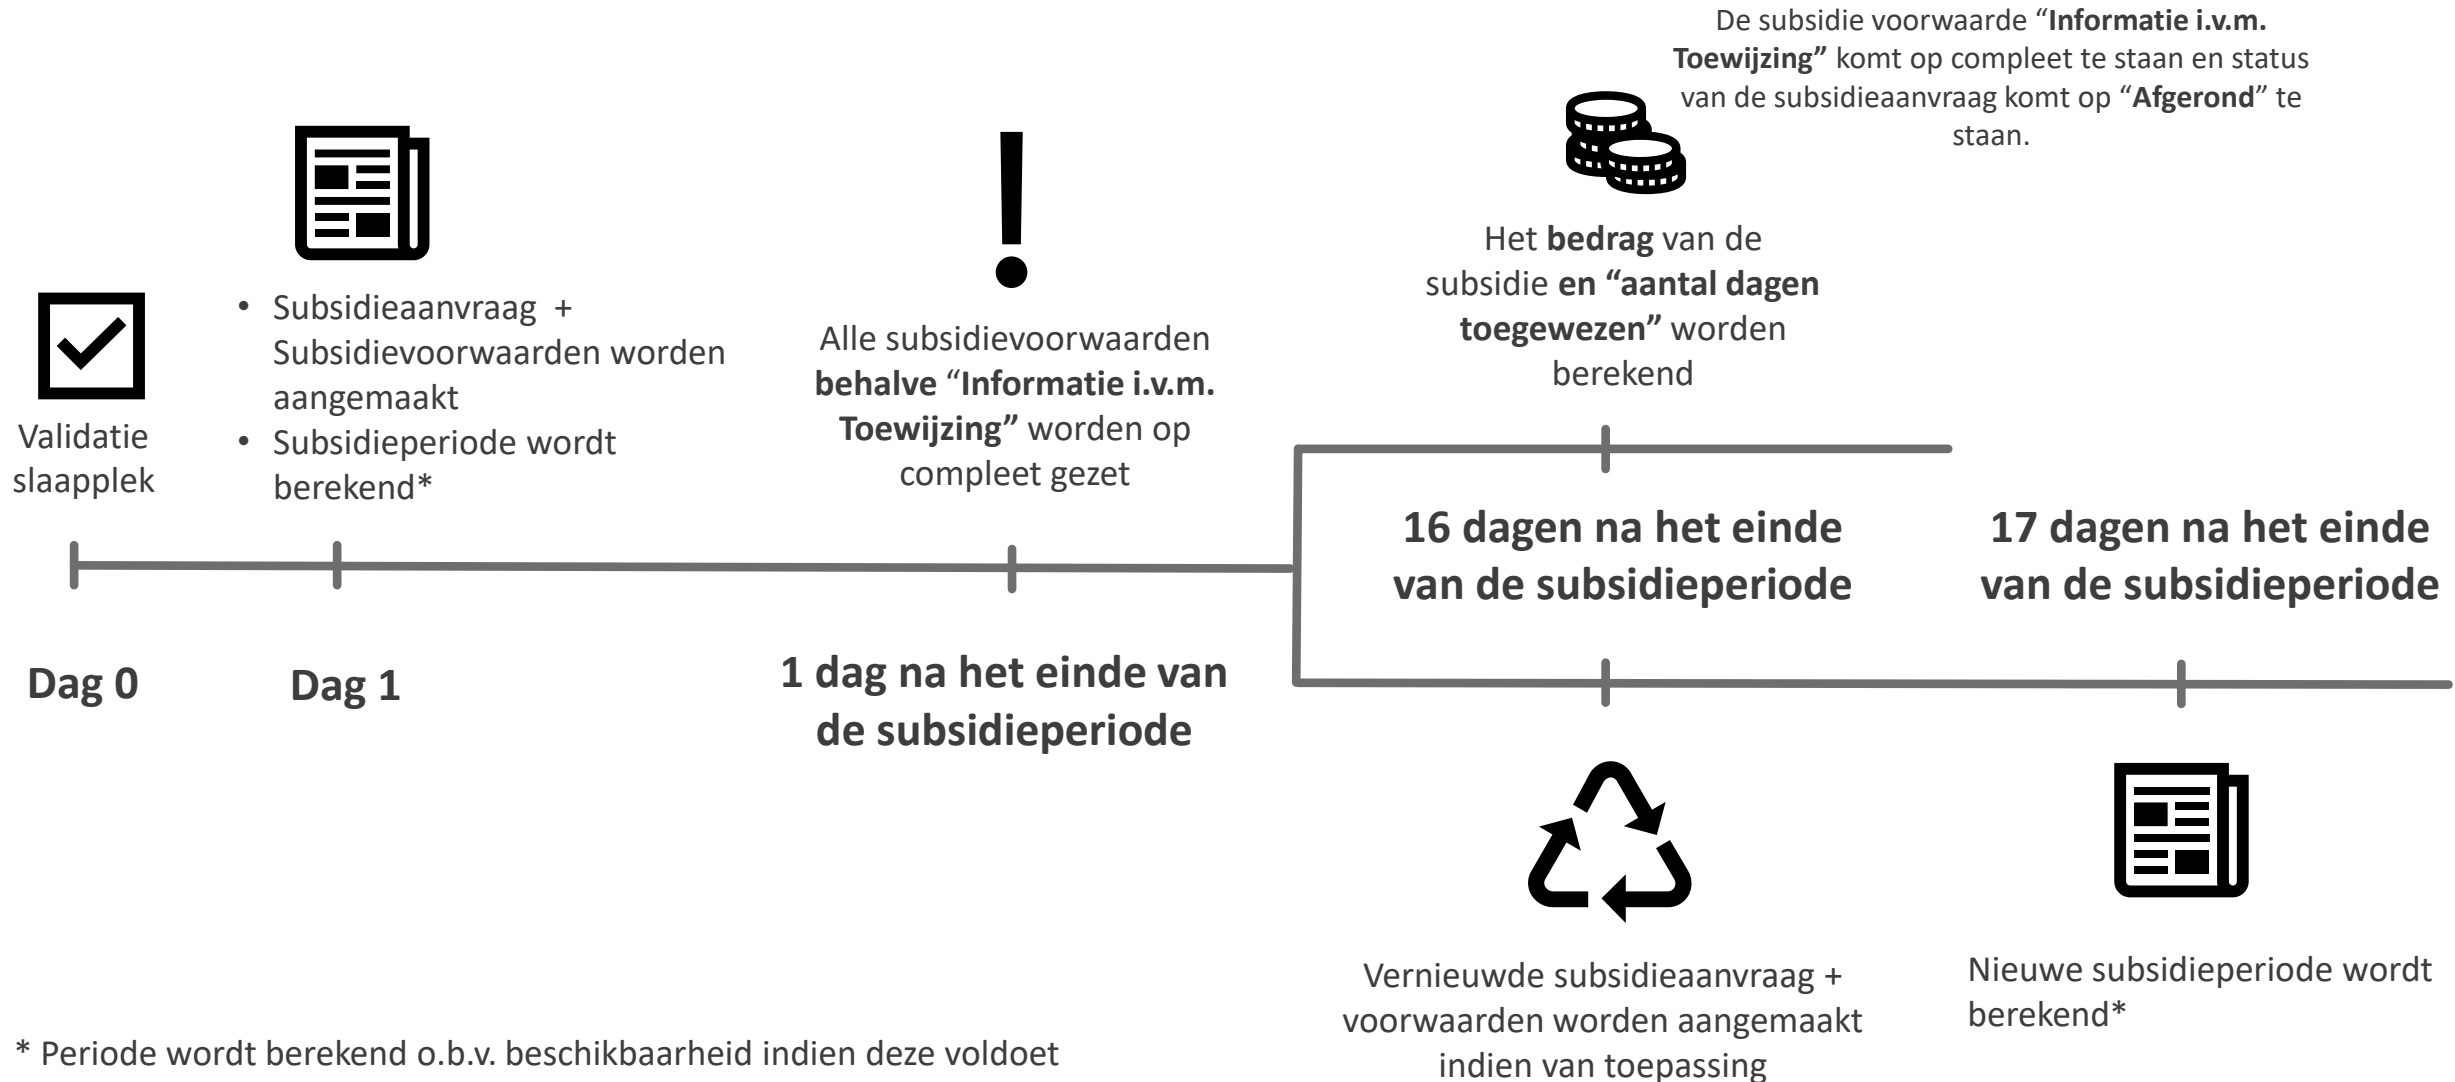 De subsidie voorwaarde “Informatie i.v.m.
Toewijzing” komt op compleet te staan en status
van de subsidieaanvraag komt op “Afgerond” te
staan.
Validatie
slaapplek
• Subsidieaanvraag +
Subsidievoorwaarden worden
aangemaakt
• Subsidieperiode wordt
berekend*
Alle subsidievoorwaarden
behalve “Informatie i.v.m.
Toewijzing” worden op
compleet gezet
Het bedrag van de
subsidie en “aantal dagen
toegewezen” worden
berekend
Dag 0
Dag 1
1 dag na het einde van
de subsidieperiode
16 dagen na het einde
van de subsidieperiode
17 dagen na het einde
van de subsidieperiode
Vernieuwde subsidieaanvraag +
voorwaarden worden aangemaakt
indien van toepassing
Nieuwe subsidieperiode wordt
berekend*
* Periode wordt berekend o.b.v. beschikbaarheid indien deze voldoet